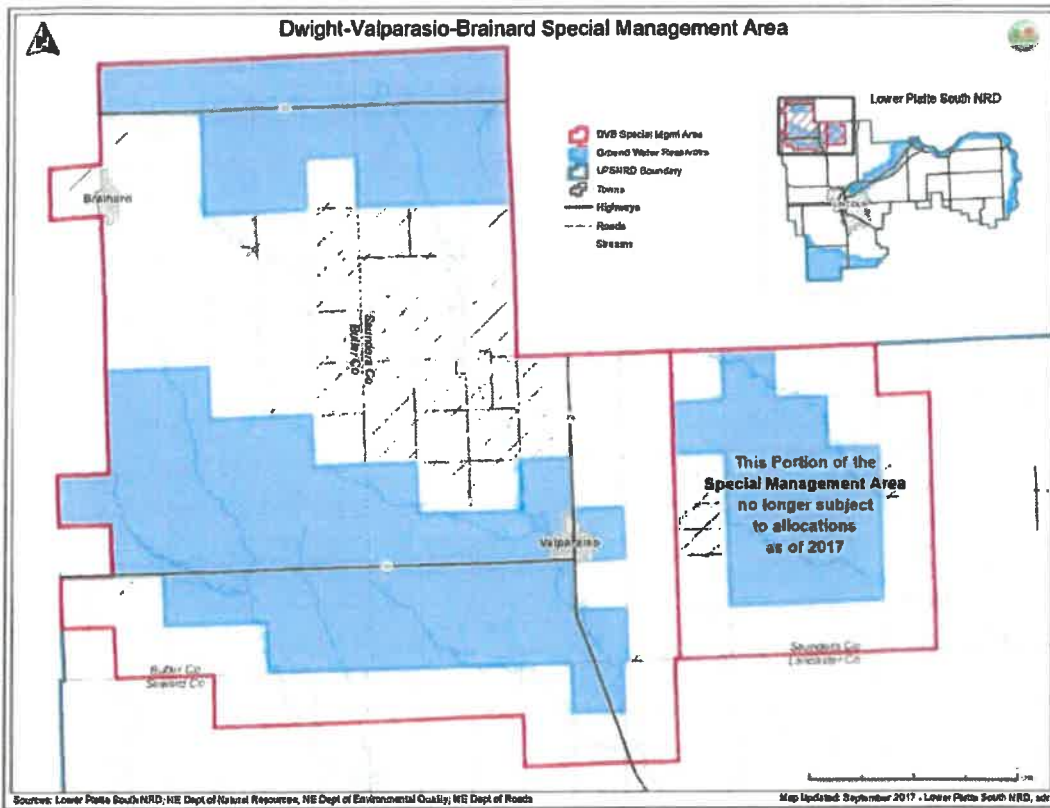 Dwight-Valparasio-Brainard Special Management Area
Lower Platte South NRD
DVB Special Mgmt Area
Ground Water Reservoirs
LPSNRD Boundary
Towns
Highways
Roads
Streams
Brainard
Saunders Co
Butler Co
This Portion of the
Special Management Area
no longer subject
to allocations
as of 2017
Valparaiso
Butler Co
Seward Co
Saunders Co
Lancaster Co
Sources: Lower Platte South NRD; NE Dept of Natural Resources, NE Dept of Environmental Quality; NE Dept of Roads
Map Updated: September 2017 - Lower Platte South NRD,